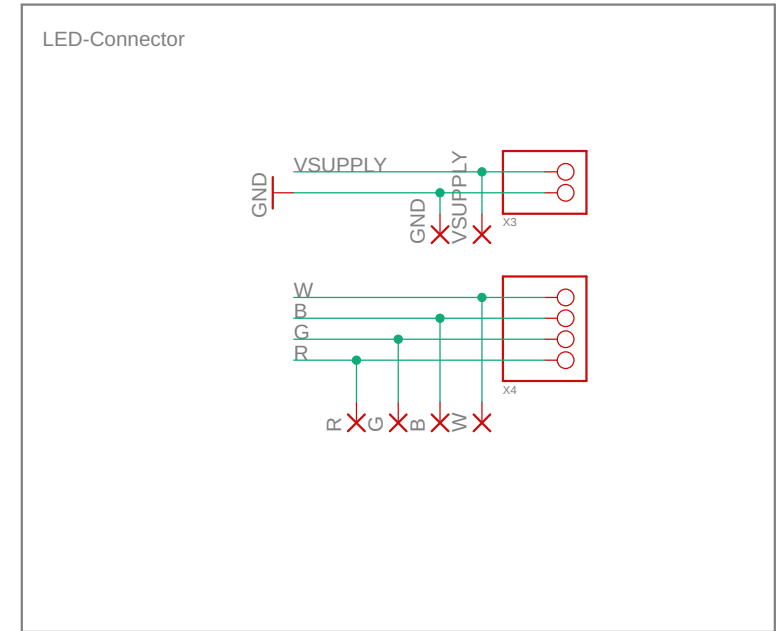 LED-Connector
VSUPPLY
GND
GND
VSUPPLY
X3
W
B
G
R
X4
R
G
B
W